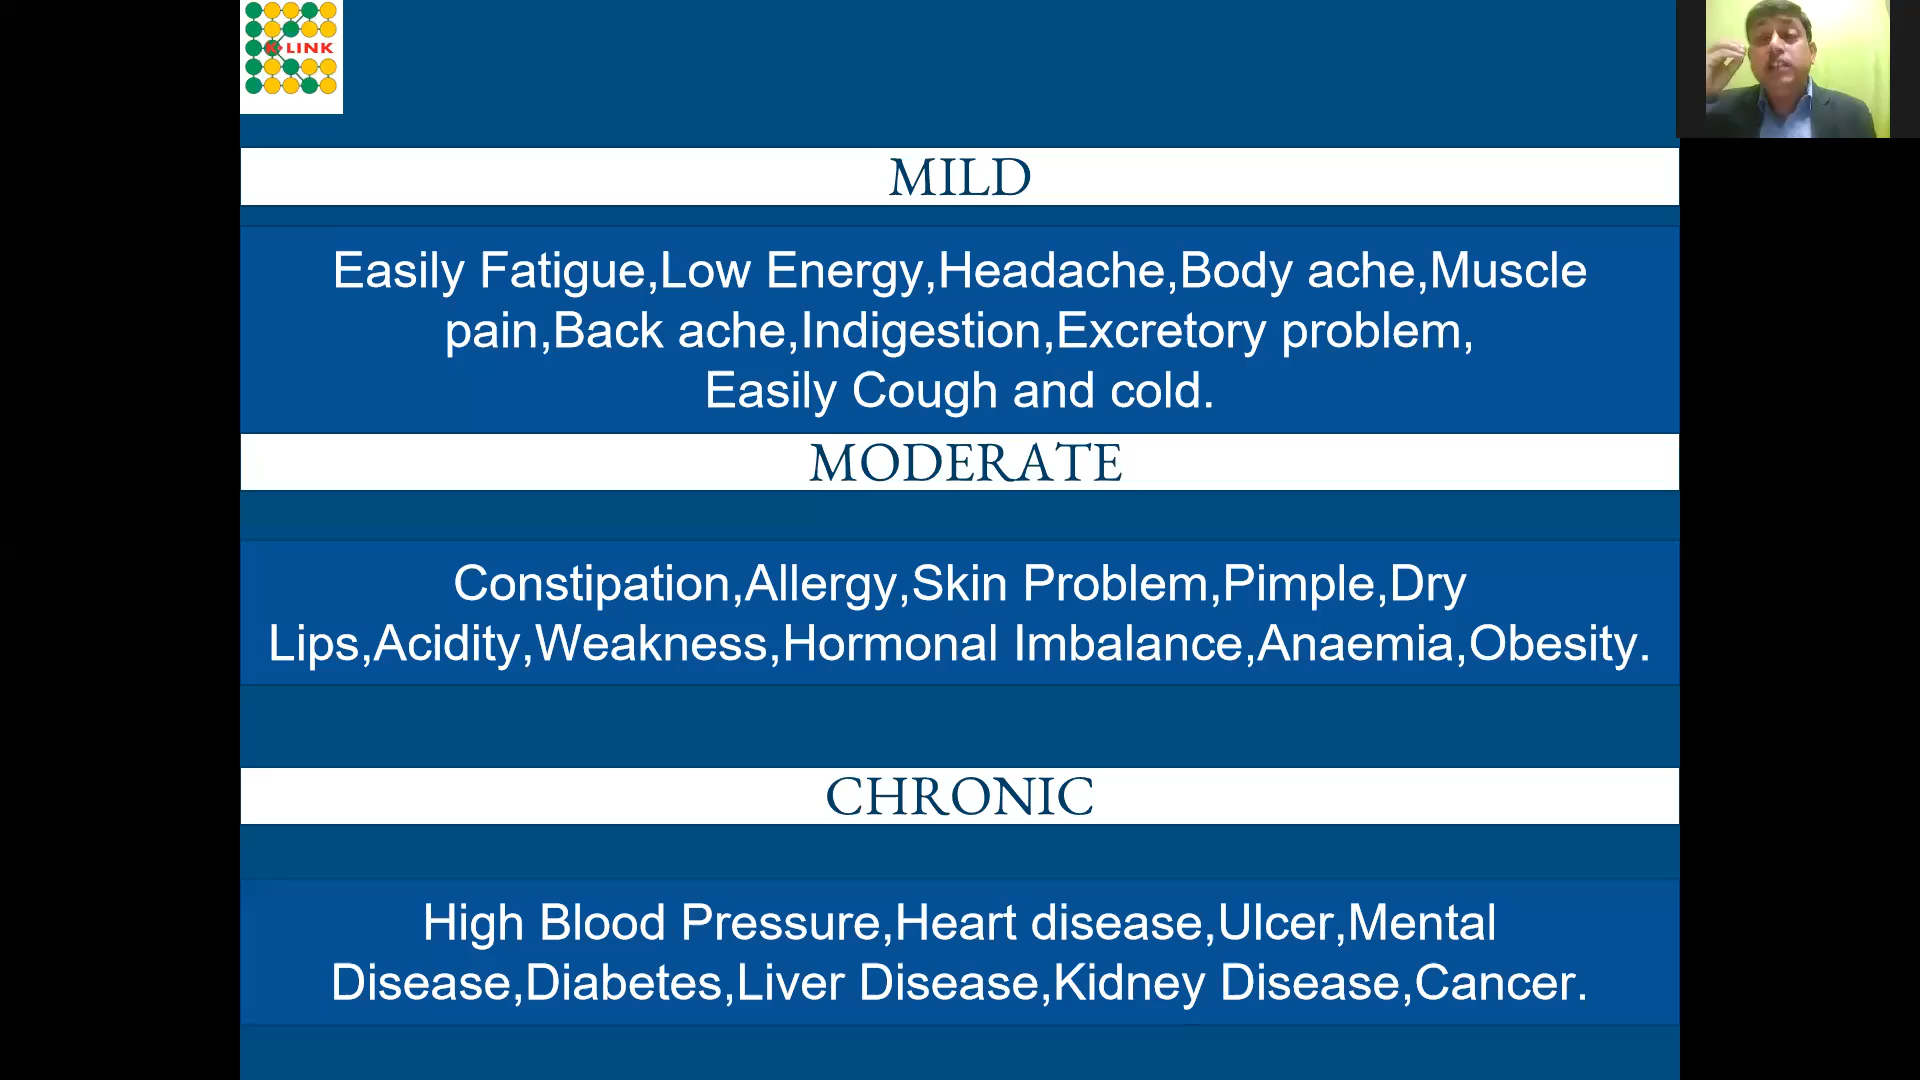 K-LINK
MILD
Easily Fatigue,Low Energy,Headache,Body ache,Muscle
pain,Back ache,Indigestion,Excretory problem,
Easily Cough and cold.
MODERATE
Constipation,Allergy,Skin Problem,Pimple,Dry
Lips,Acidity,Weakness,Hormonal Imbalance,Anaemia,Obesity.
CHRONIC
High Blood Pressure,Heart disease,Ulcer,Mental
Disease,Diabetes,Liver Disease,Kidney Disease,Cancer.